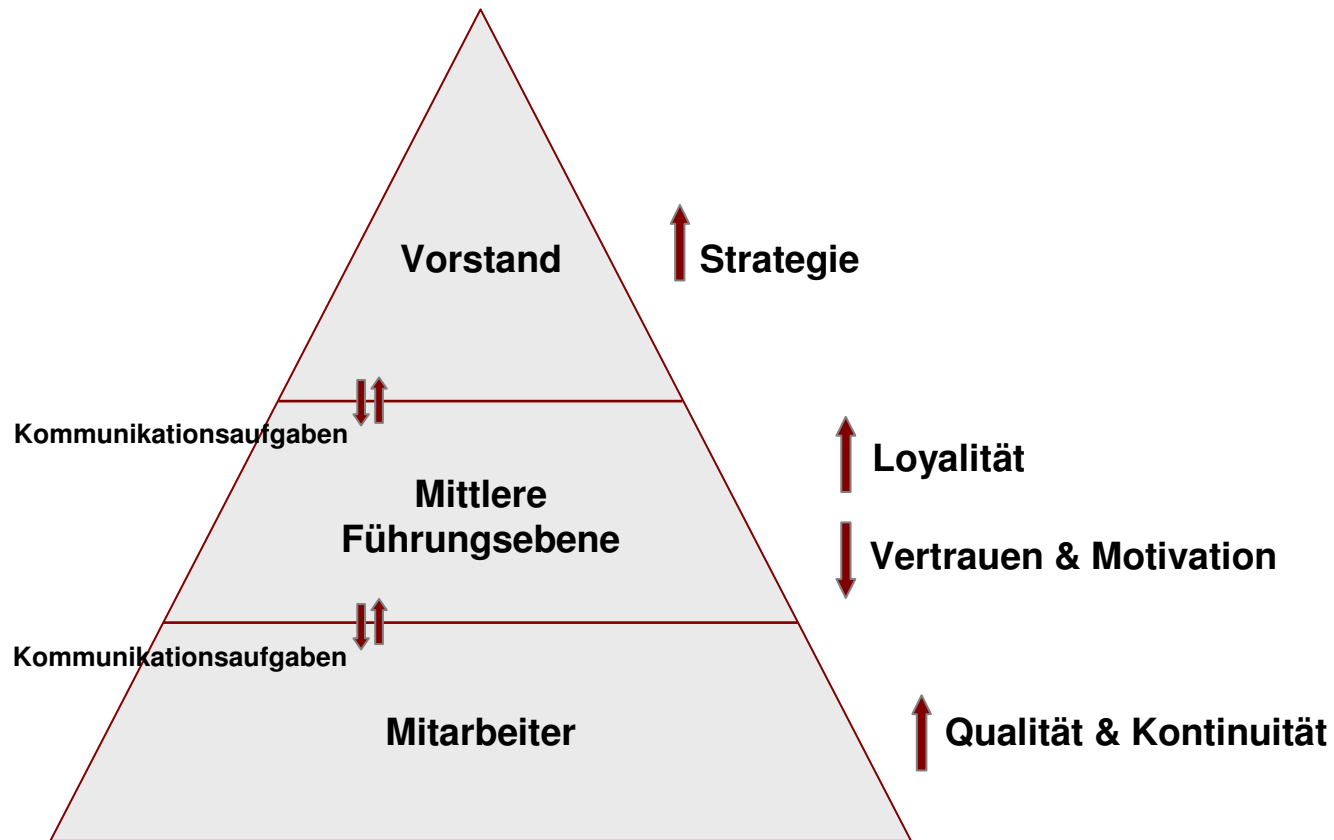 Vorstand
Strategie
Kommunikationsaufgaben
Loyalität
Mittlere
Führungsebene
Vertrauen & Motivation
Kommunikationsaufgaben
Mitarbeiter
Qualität & Kontinuität